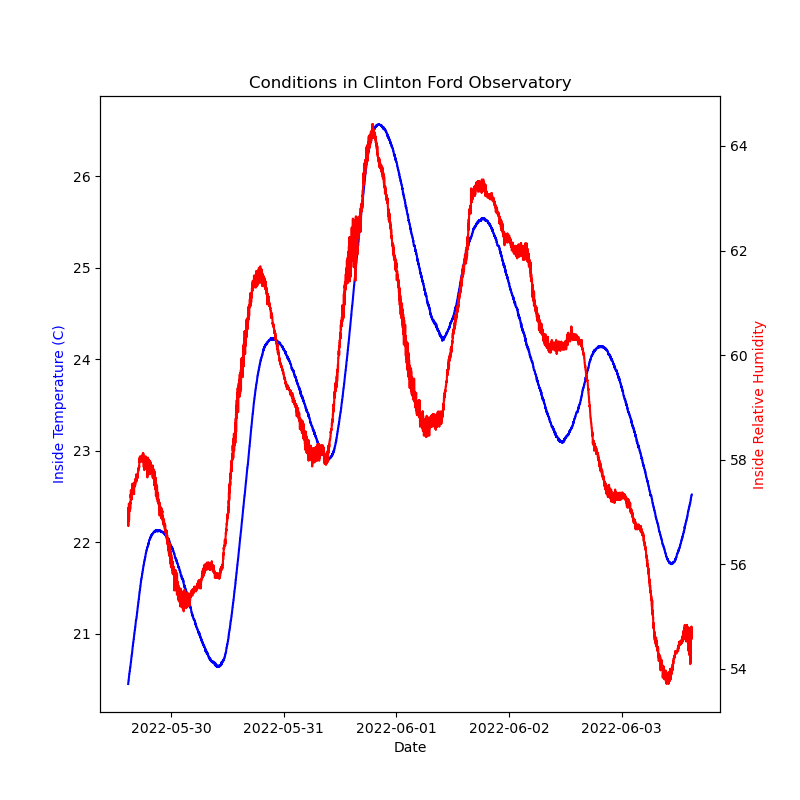 Conditions in Clinton Ford Observatory
Inside Temperature (C)
26
25
24
23
22
21
64
62
60
58
56
54
Inside Relative Humidity
2022-05-30 2022-05-31 2022-06-01 2022-06-02 2022-06-03
Date